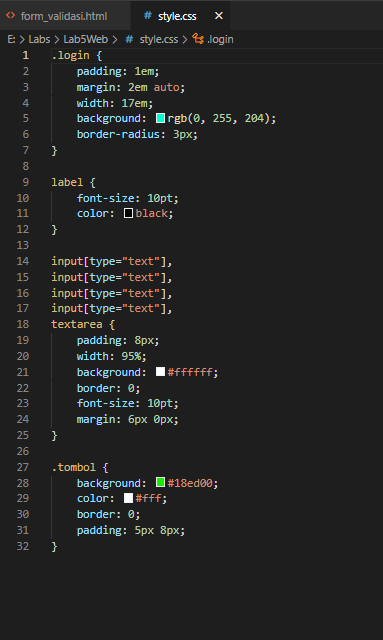 form_validasi.html style.css
E: > Labs > Lab5Web > # style.css > .login
1 .login {
2     padding: 1em;
3     margin: 2em auto;
4     width: 17em;
5     background: rgb(0, 255, 204);
6     border-radius: 3px;
7 }
8
9 label {
10     font-size: 10pt;
11     color: black;
12 }
13
14 input[type="text"],
15 input[type="text"],
16 input[type="text"],
17 input[type="text"],
18 textarea {
19     padding: 8px;
20     width: 95%;
21     background: #ffffff;
22     border: 0;
23     font-size: 10pt;
24     margin: 6px 0px;
25 }
26
27 .tombol {
28     background: #18ed00;
29     color: #fff;
30     border: 0;
31     padding: 5px 8px;
32 }